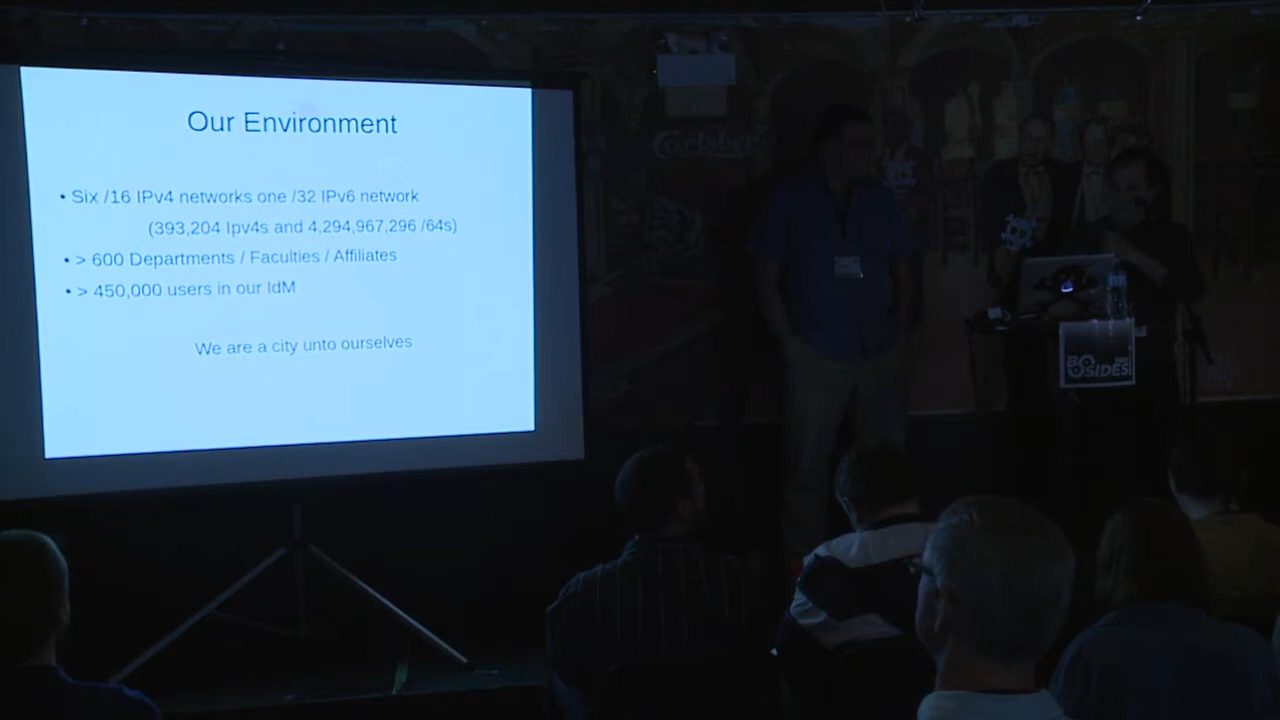 Our Environment
• Six /16 IPv4 networks one /32 IPv6 network
(393,204 Ipv4s and 4,294,967,296 /64s)
• > 600 Departments / Faculties / Affiliates
• > 450,000 users in our IdM
We are a city unto ourselves
Carlsberg
BSIDES